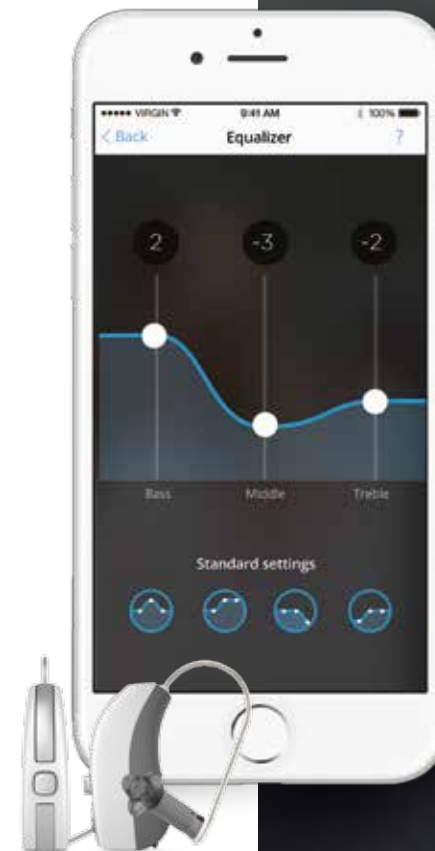 VIRGIN 9:41 AM 100%
< Back Equalizer ?
2 -3 -2
Bass Middle Treble
Standard settings